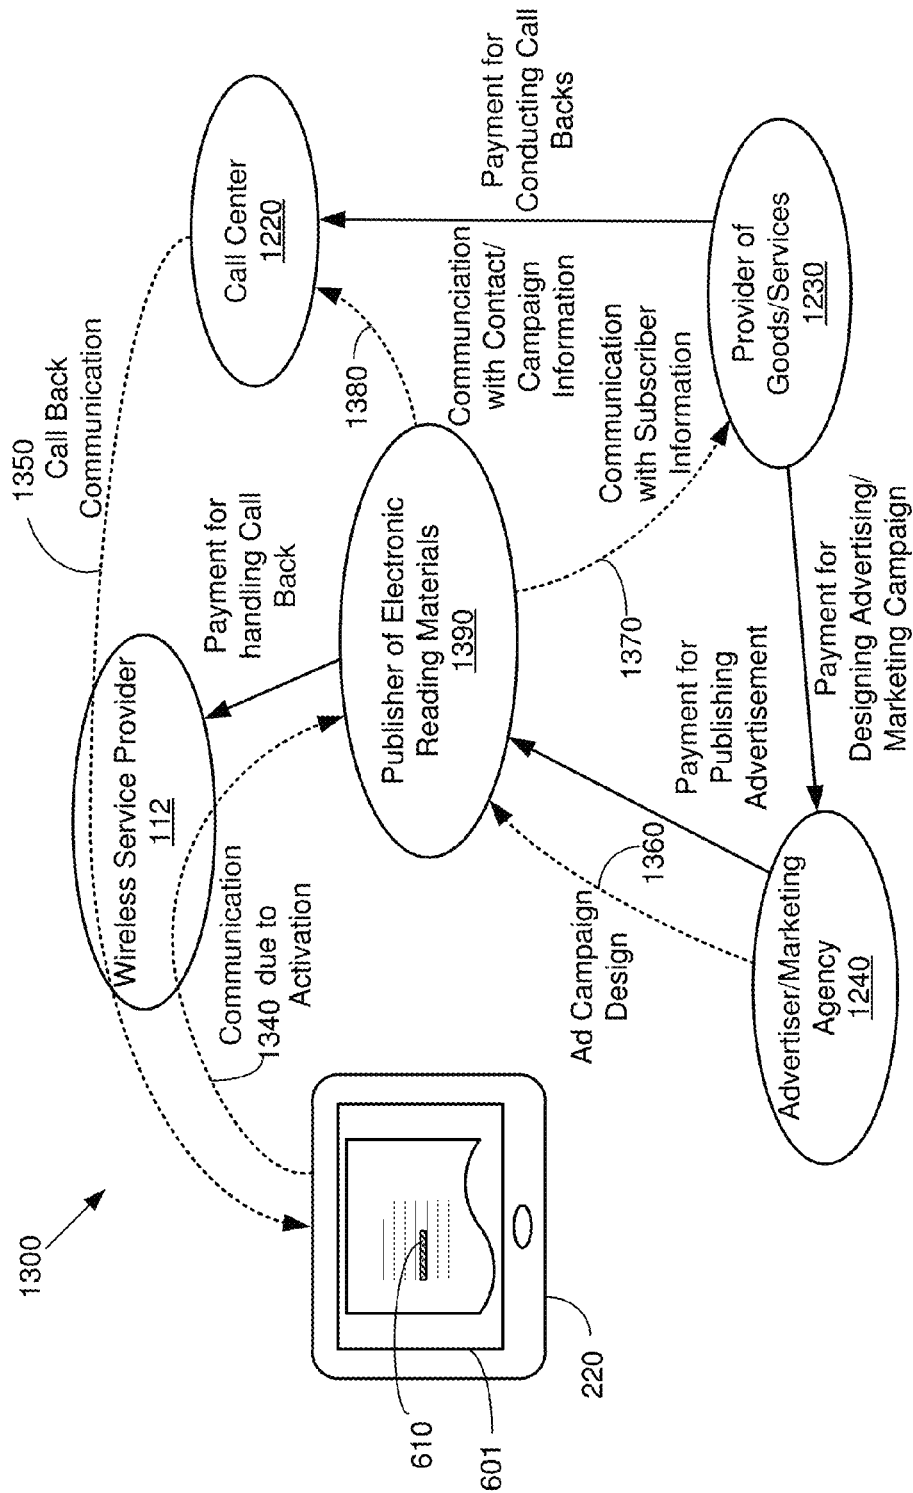 1300
1350
Call Back
Communication
Call Center
1220
Wireless Service Provider
112
Payment for
handling Call
Back
1380
Payment for
Conducting Call
Backs
Communication
1340 due to
Activation
Publisher of Electronic
Reading Materials
1390
Communciation
with Contact/
Campaign
Information
610
601
220
Ad Campaign
Design
1360
Payment for
Publishing
Advertisement
1370
Communication
with Subscriber
Information
Provider of
Goods/Services
1230
Advertiser/Marketing
Agency
1240
Payment for
Designing Advertising/
Marketing Campaign